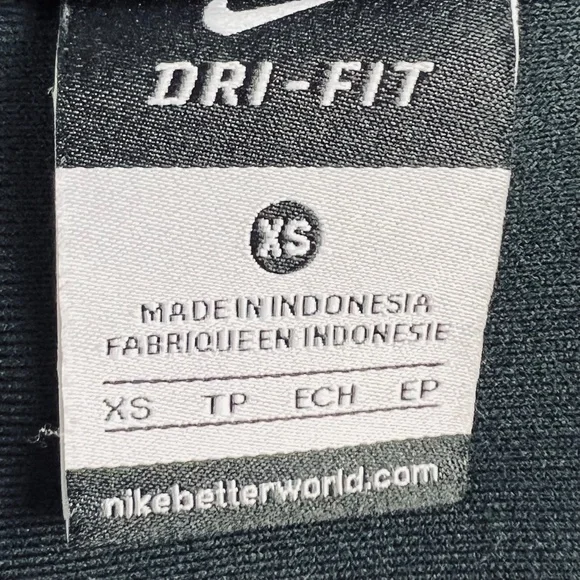 DRI-FIT
XS
MADE IN INDONESIA
FABRIQUE EN INDONESIE
XS TP ECH EP
nikebetterworld.com